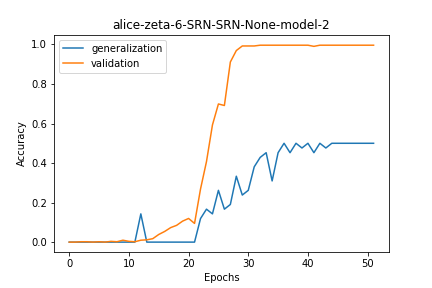 alice-zeta-6-SRN-SRN-None-model-2
generalization
validation
Accuracy
1.0
0.8
0.6
0.4
0.2
0.0
0 10 20 30 40 50
Epochs